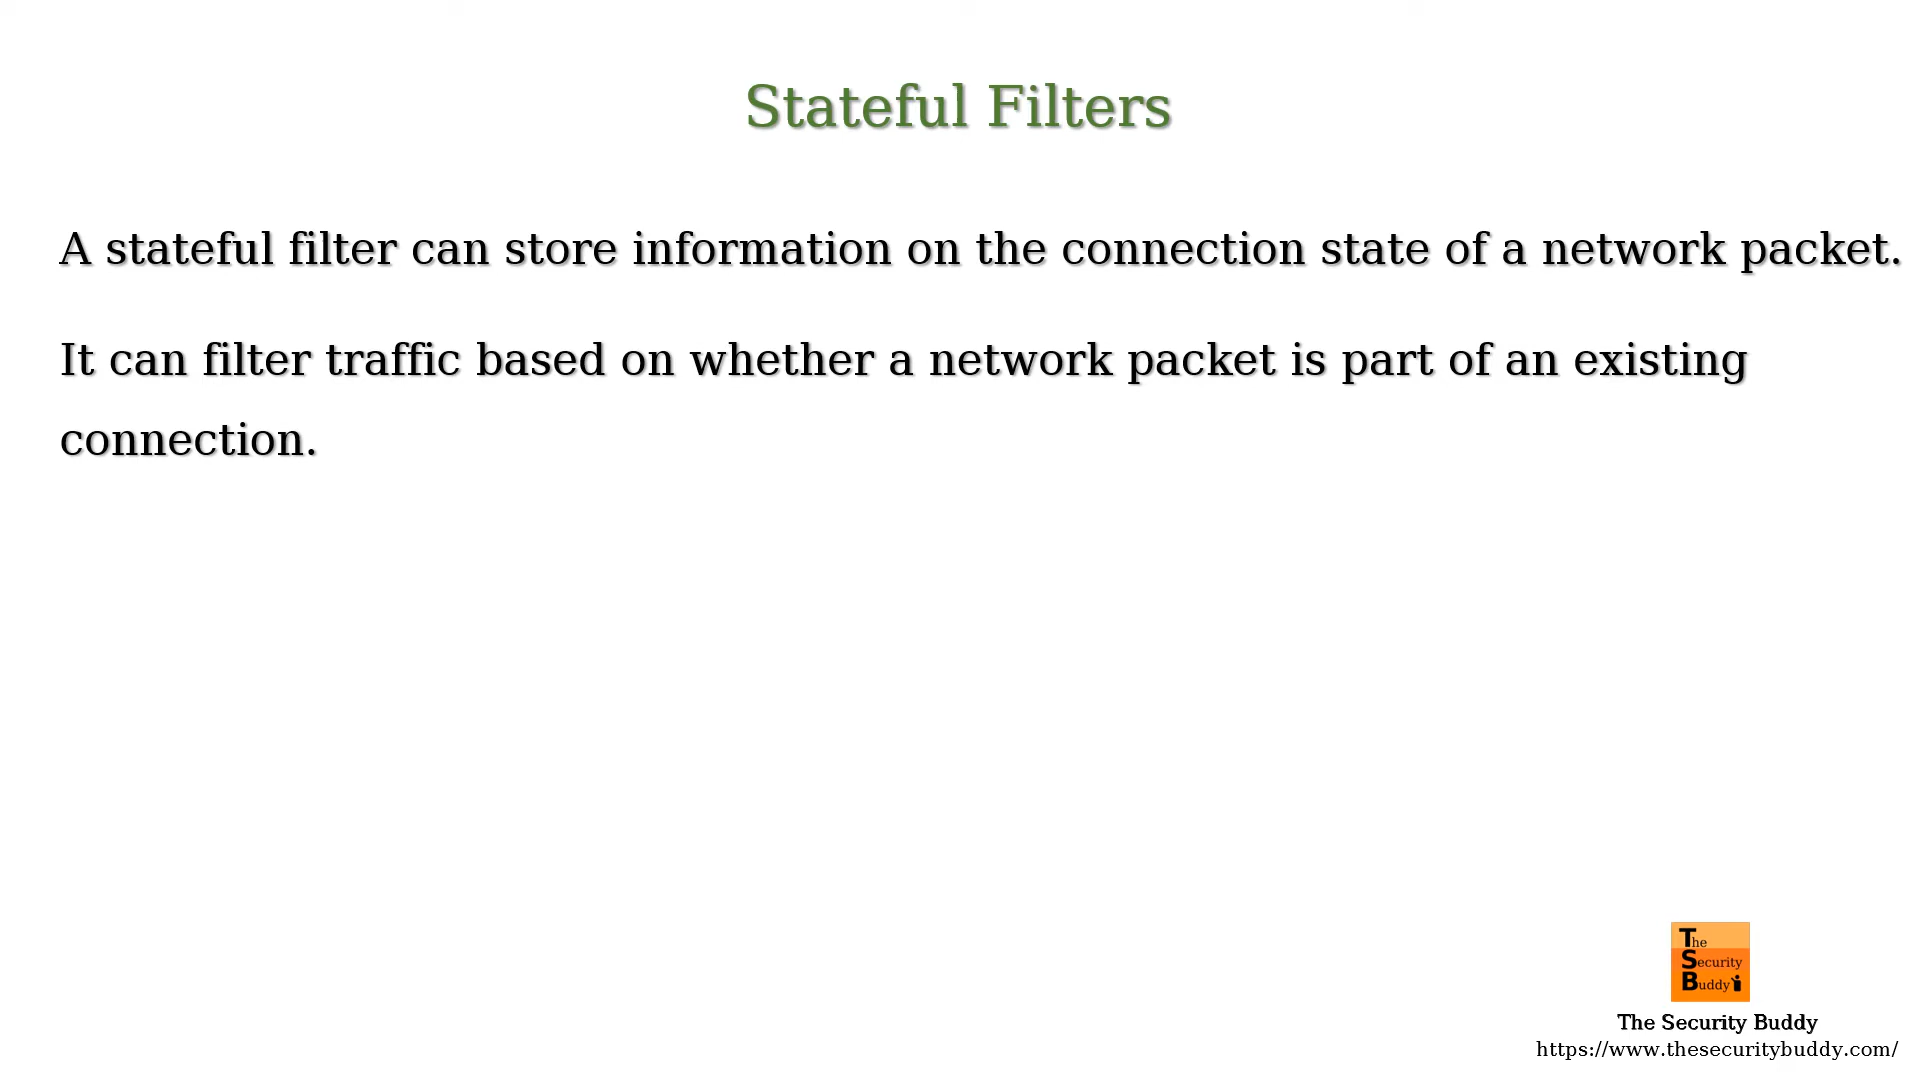 Stateful Filters
A stateful filter can store information on the connection state of a network packet.
It can filter traffic based on whether a network packet is part of an existing
connection.
The
Security
Buddy
The Security Buddy
https://www.thesecuritybuddy.com/